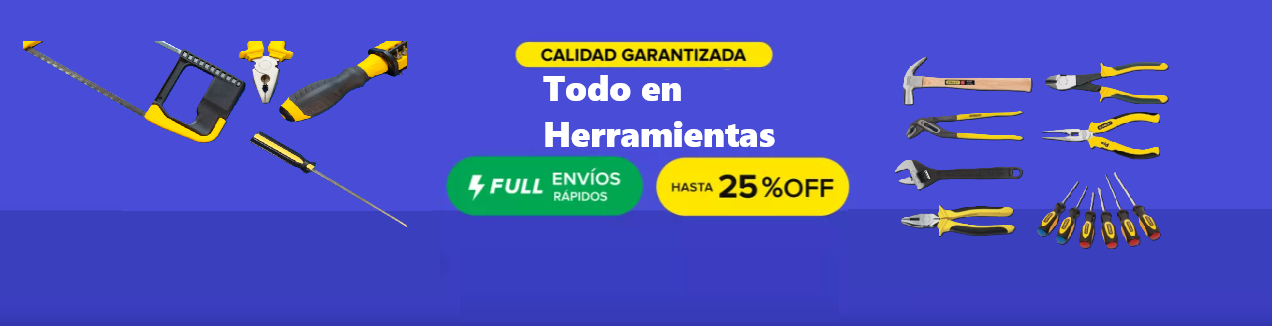 CALIDAD GARANTIZADA
Todo en
Herramientas
FULL ENVÍOS
RÁPIDOS
HASTA 25%OFF